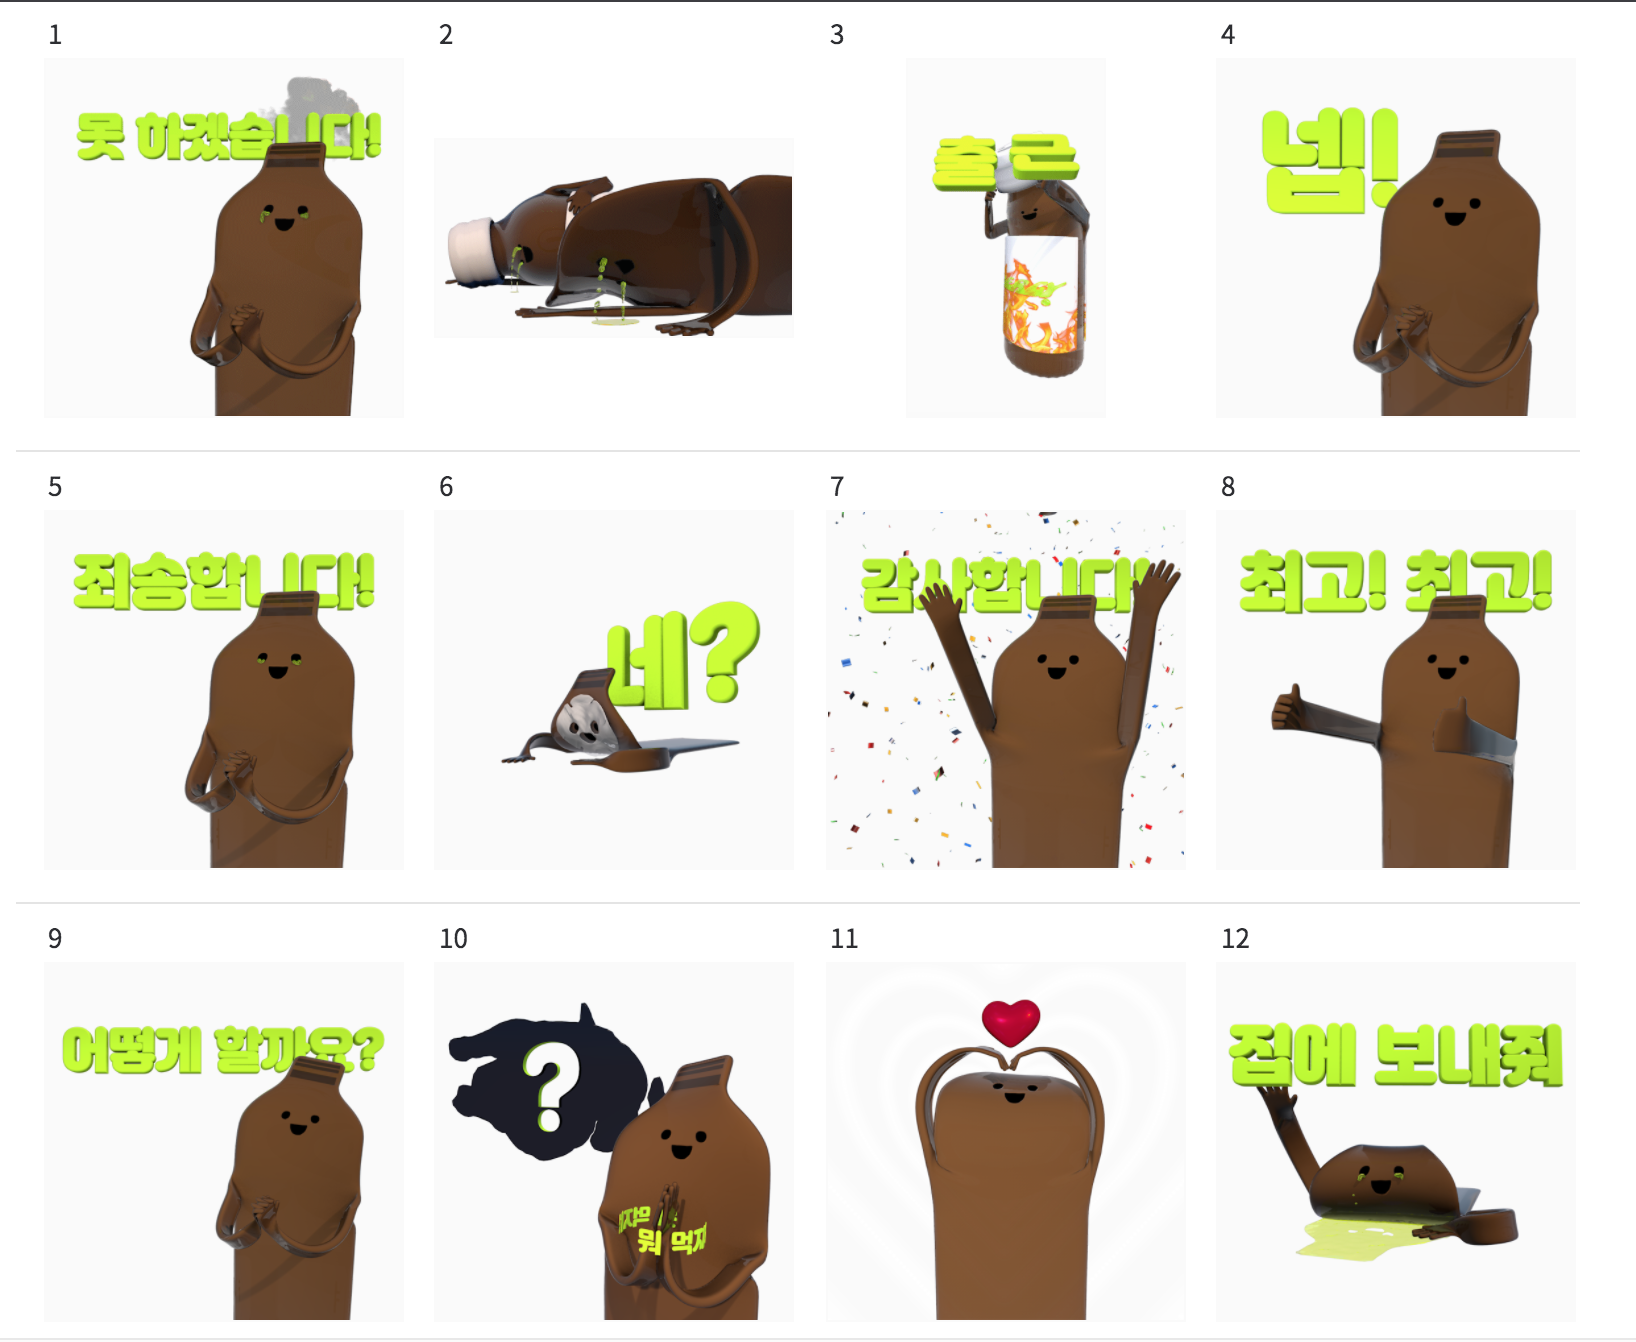 1
2
3
4
못 하겠습니다!
출근
넵!
5
6
7
8
죄송합니다!
네?
감사합니다!
최고! 최고!
9
10
11
12
어떻게 할까요?
?
뭐 먹지
집에 보내줘